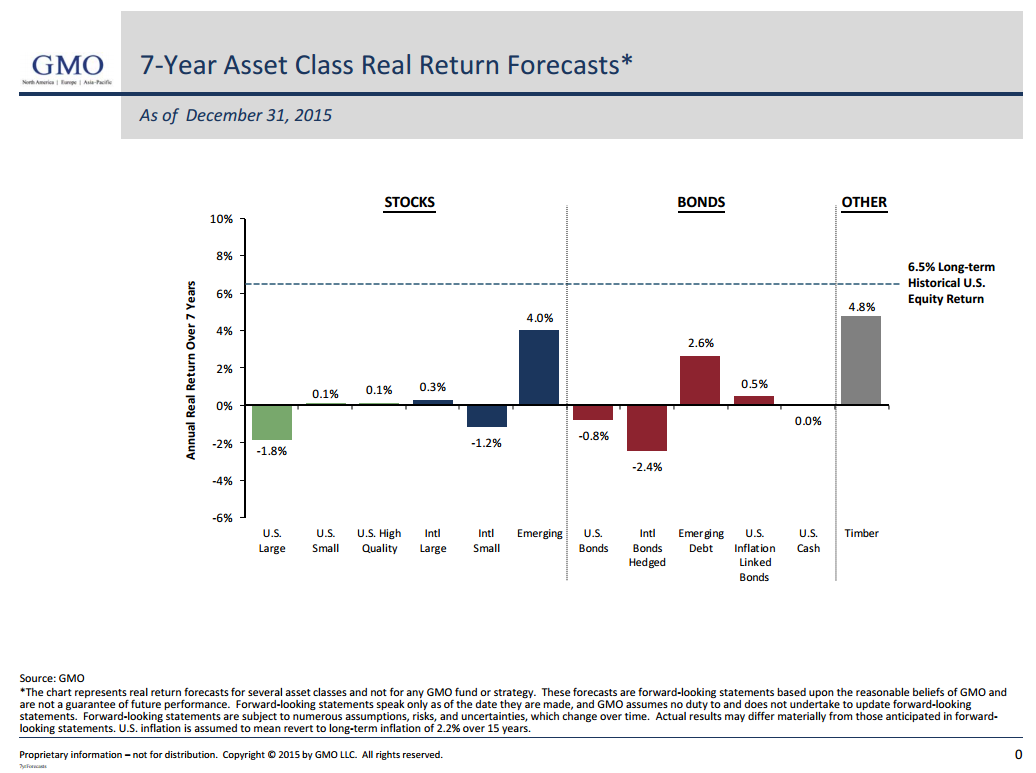 GMO
North America | Europe | Asia-Pacific
7-Year Asset Class Real Return Forecasts*
As of December 31, 2015
STOCKS
BONDS
OTHER
10%
8%
6%
4%
2%
0%
-2%
-4%
-6%
Annual Real Return Over 7 Years
6.5% Long-term
Historical U.S.
Equity Return
-1.8%
0.1%
0.1%
0.3%
-1.2%
4.0%
-0.8%
-2.4%
2.6%
0.5%
0.0%
4.8%
U.S.
Large
U.S.
Small
U.S. High
Quality
Intl
Large
Intl
Small
Emerging
U.S.
Bonds
Intl
Bonds
Hedged
Emerging
Debt
U.S.
Inflation
Linked
Bonds
U.S.
Cash
Timber
Source: GMO
*The chart represents real return forecasts for several asset classes and not for any GMO fund or strategy. These forecasts are forward-looking statements based upon the reasonable beliefs of GMO and
are not a guarantee of future performance. Forward-looking statements speak only as of the date they are made, and GMO assumes no duty to and does not undertake to update forward-looking
statements. Forward-looking statements are subject to numerous assumptions, risks, and uncertainties, which change over time. Actual results may differ materially from those anticipated in forward-
looking statements. U.S. inflation is assumed to mean revert to long-term inflation of 2.2% over 15 years.
Proprietary information – not for distribution. Copyright © 2015 by GMO LLC. All rights reserved.
0
7yrForecasts